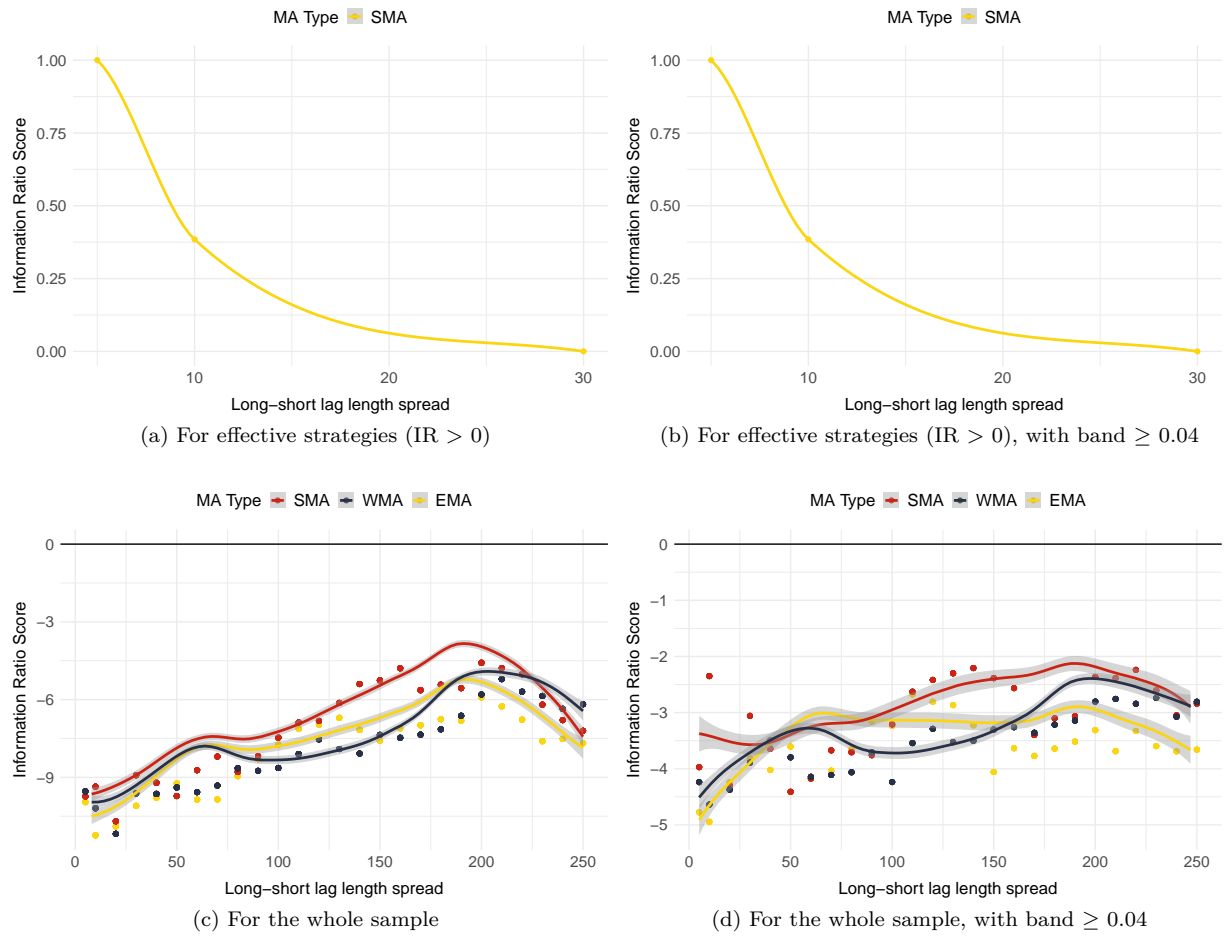 MA Type SMA
1.00
0.75
0.50
0.25
0.00
Information Ratio Score
10 20 30
Long−short lag length spread
(a) For effective strategies (IR > 0)
MA Type SMA
1.00
0.75
0.50
0.25
0.00
Information Ratio Score
10 20 30
Long−short lag length spread
(b) For effective strategies (IR > 0), with band ≥ 0.04
MA Type SMA WMA EMA
0
−3
−6
−9
Information Ratio Score
0 50 100 150 200 250
Long−short lag length spread
(c) For the whole sample
MA Type SMA WMA EMA
0
−1
−2
−3
−4
−5
Information Ratio Score
0 50 100 150 200 250
Long−short lag length spread
(d) For the whole sample, with band ≥ 0.04